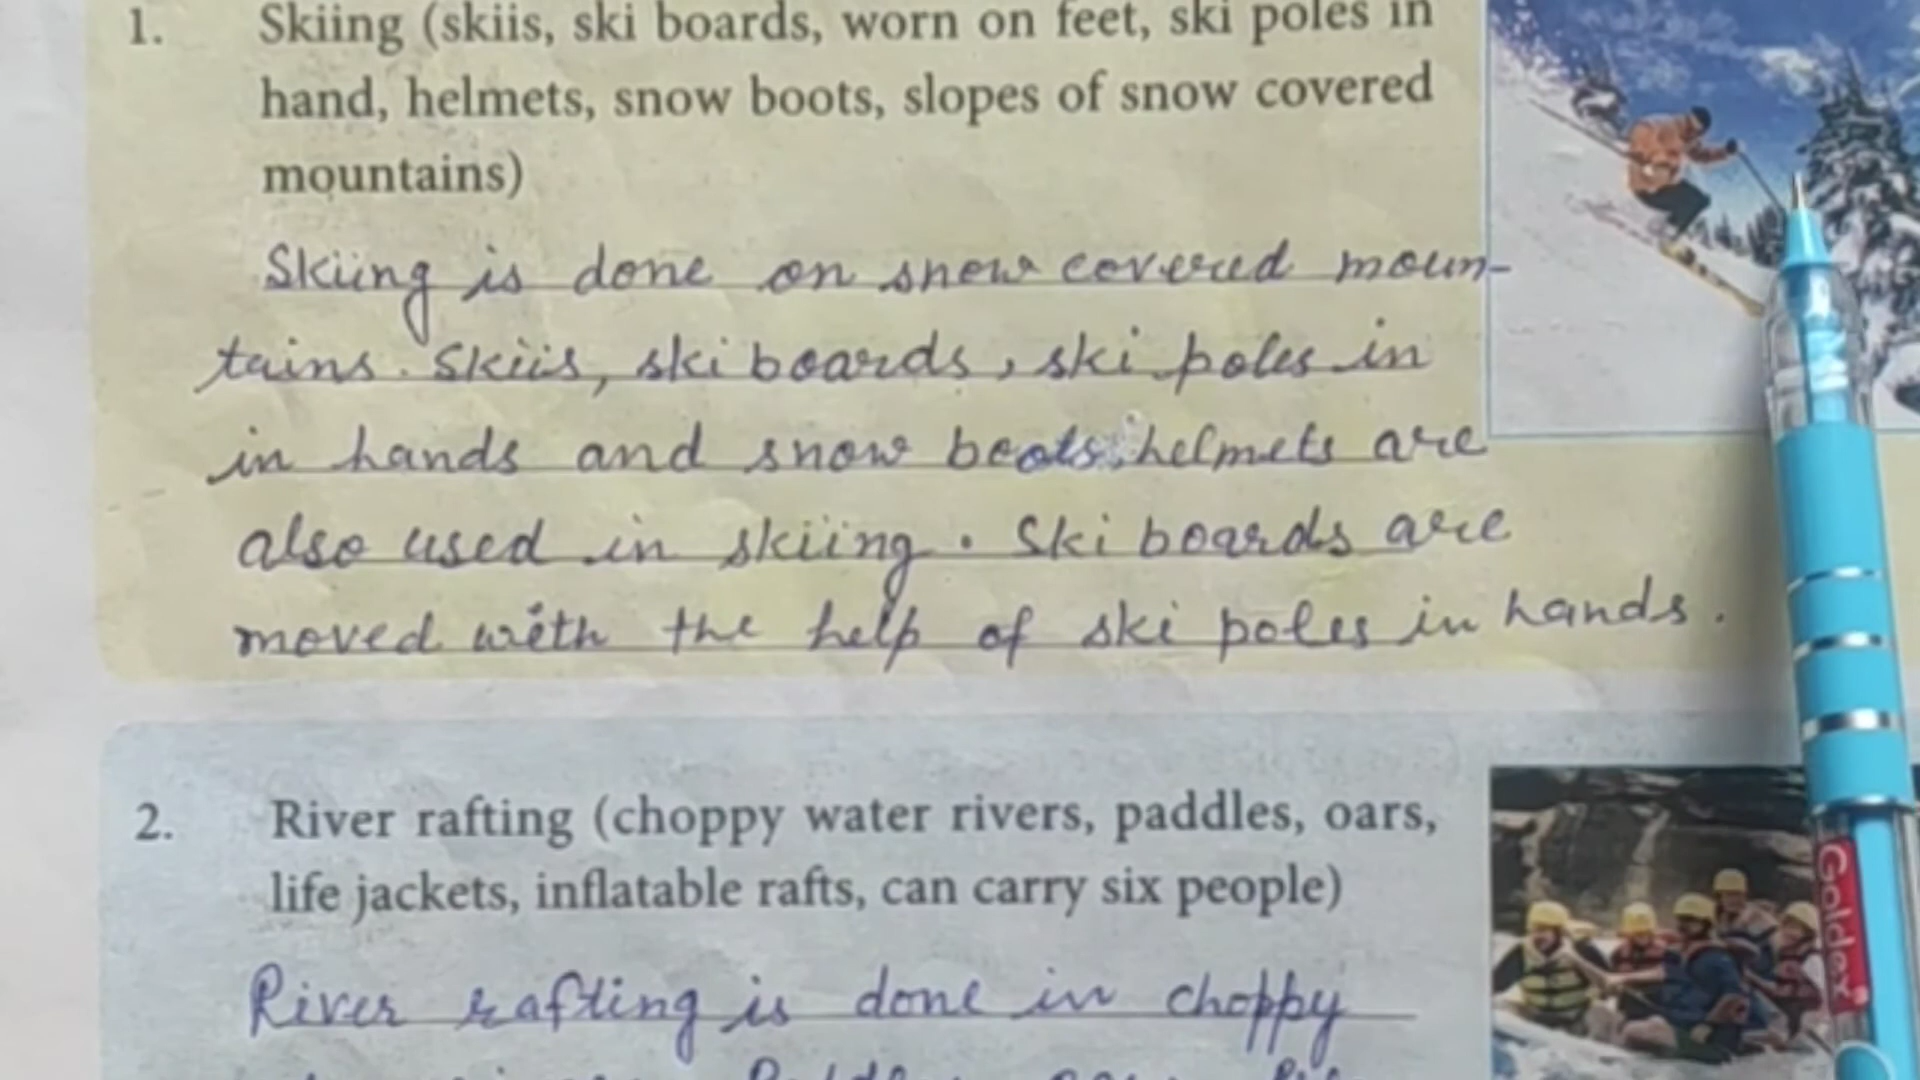 1. Skiing (skiis, ski boards, worn on feet, ski poles in
hand, helmets, snow boots, slopes of snow covered
mountains)
Skiing is done on snow covered moun-
tains. Skiis, ski boards, ski poles in
in hands and snow boots, helmets are
also used in skiing. Ski boards are
moved with the help of ski poles in hands.
2. River rafting (choppy water rivers, paddles, oars,
life jackets, inflatable rafts, can carry six people)
River rafting is done in choppy
Goldex